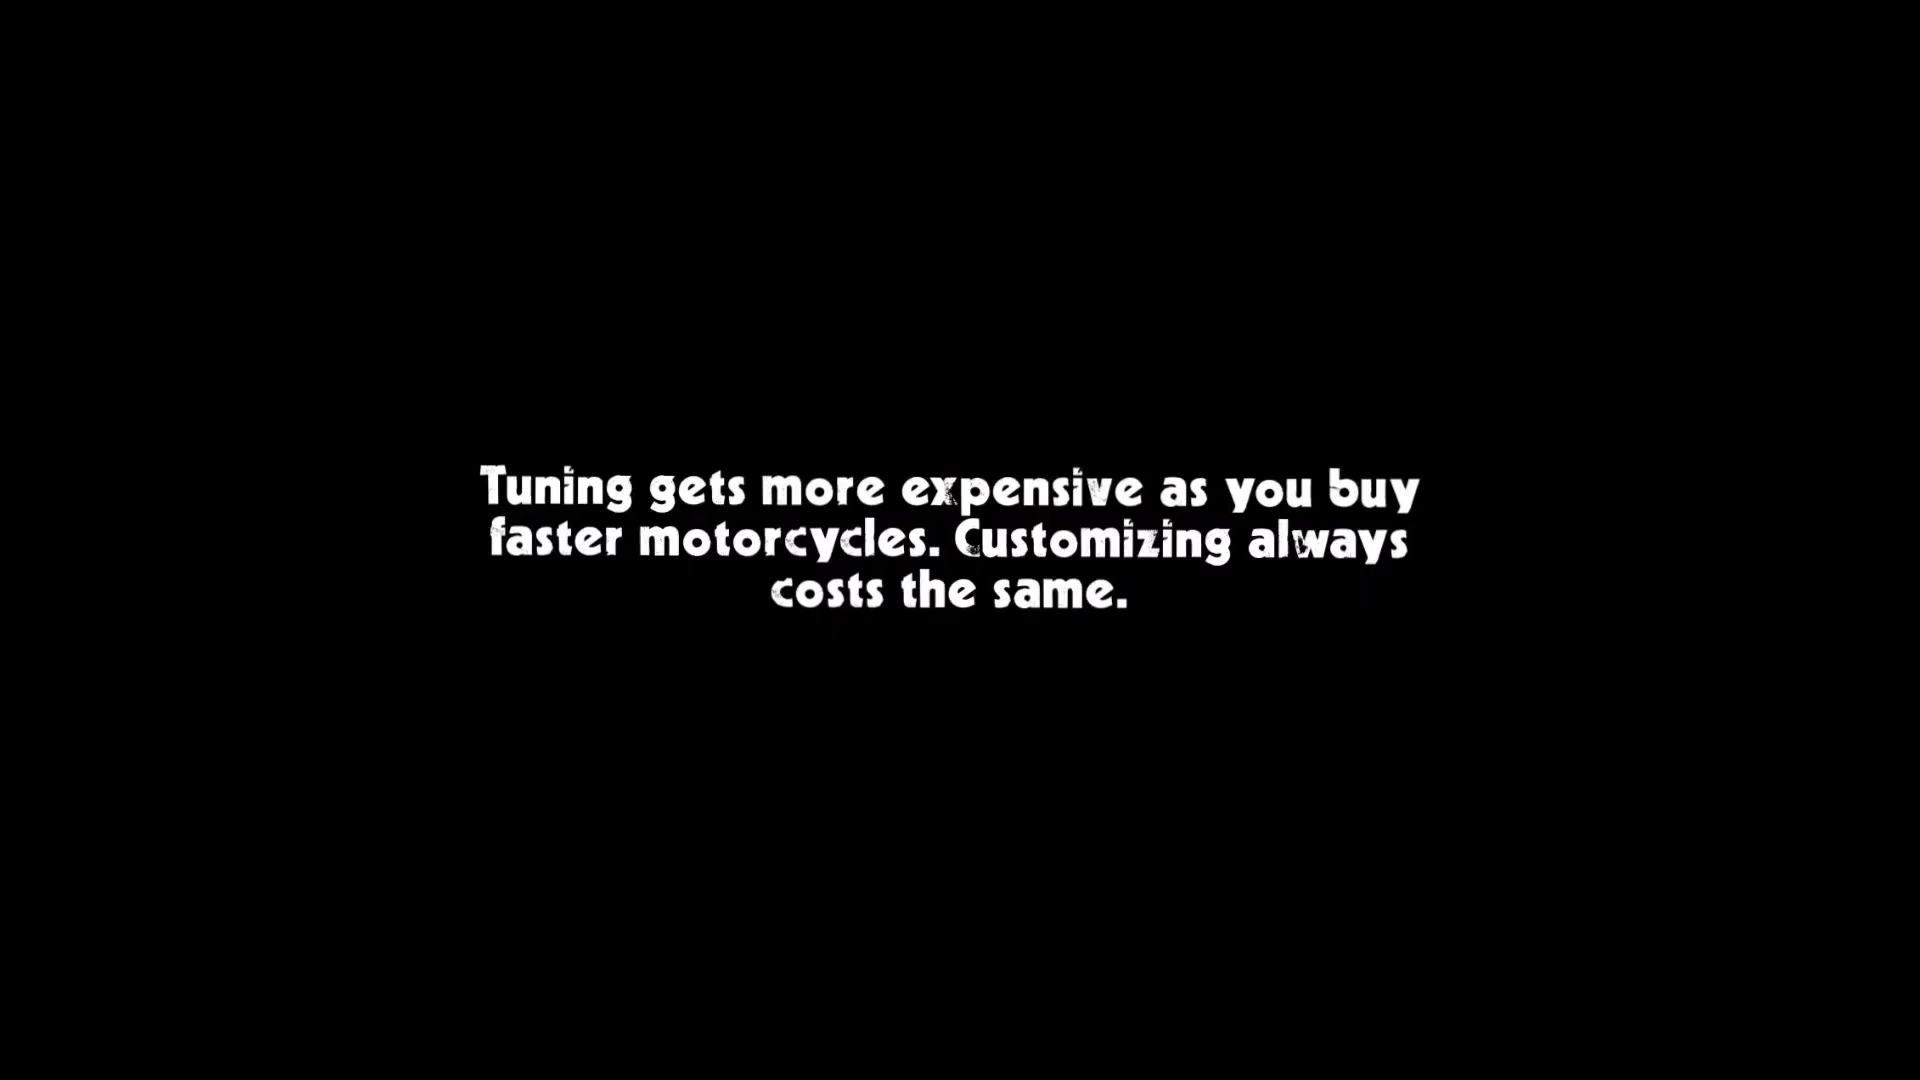 Tuning gets more expensive as you buy
faster motorcycles. Customizing always
costs the same.